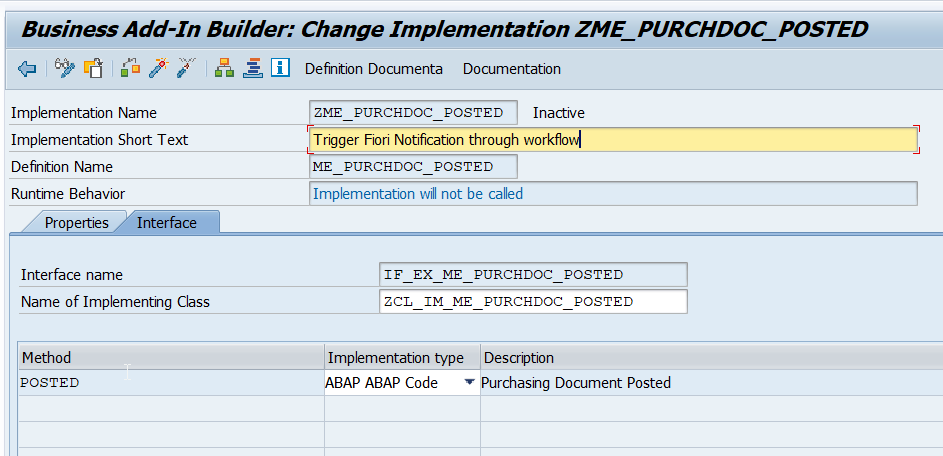 Business Add-In Builder: Change Implementation ZME_PURCHDOC_POSTED
Definition Documenta Documentation
Implementation Name ZME_PURCHDOC_POSTED Inactive
Implementation Short Text Trigger Fiori Notification through workflow
Definition Name ME_PURCHDOC_POSTED
Runtime Behavior Implementation will not be called
Properties Interface
Interface name IF_EX_ME_PURCHDOC_POSTED
Name of Implementing Class ZCL_IM_ME_PURCHDOC_POSTED
Method Implementation type Description
POSTED ABAP ABAP Code Purchasing Document Posted